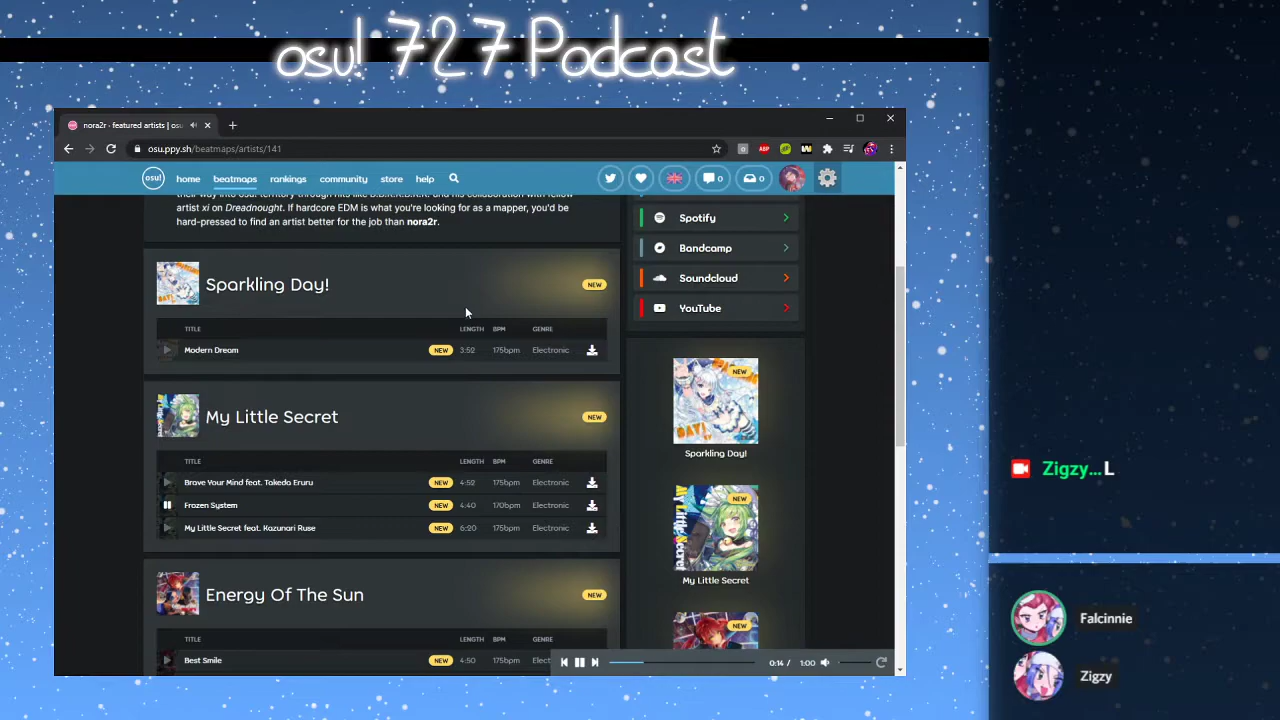 osu! 727 Podcast
nora2r - featured artists | osu
osu.ppy.sh/beatmaps/artists/141
ABP
osu! home beatmaps rankings community store help 0 0
artist xi on Dreadnought. If hardcore EDM is what you're looking for as a mapper, you'd be
hard-pressed to find an artist better for the job than nora2r.
Spotify
Bandcamp
Soundcloud
YouTube
Sparkling Day! NEW
TITLE LENGTH BPM GENRE
Modern Dream NEW 3:52 175bpm Electronic
My Little Secret NEW
TITLE LENGTH BPM GENRE
Brave Your Mind feat. Takeda Eruru NEW 4:52 175bpm Electronic
Frozen System NEW 4:40 170bpm Electronic
My Little Secret feat. Kazunari Ruse NEW 6:20 175bpm Electronic
Energy Of The Sun NEW
TITLE LENGTH BPM GENRE
Best Smile NEW 4:50 175bpm Elect
NEW
Sparkling Day!
NEW
My Little Secret
NEW
0:14 / 1:00
Zigzy... L
Falcinnie
Zigzy